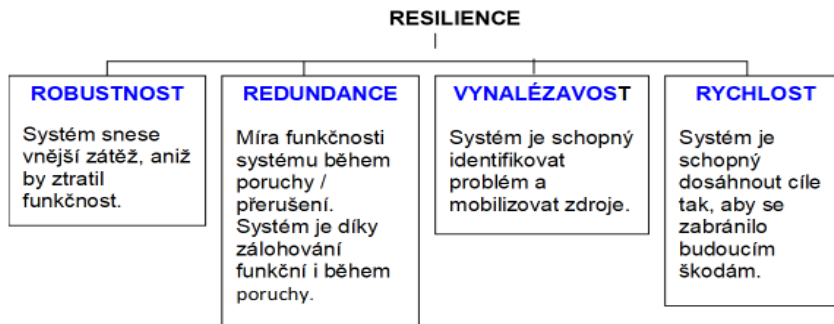 RESILIENCE
ROBUSTNOST
Systém snese
vnější zátěž, aniž
by ztratil
funkčnost.
REDUNDANCE
Míra funkčnosti
systému během
poruchy /
přerušení.
Systém je díky
zálohování
funkční i během
poruchy.
VYNALÉZAVOST
Systém je schopný
identifikovat
problém a
mobilizovat zdroje.
RYCHLOST
Systém je
schopný
dosáhnout cíle
tak, aby se
zabránilo
budoucím
škodám.